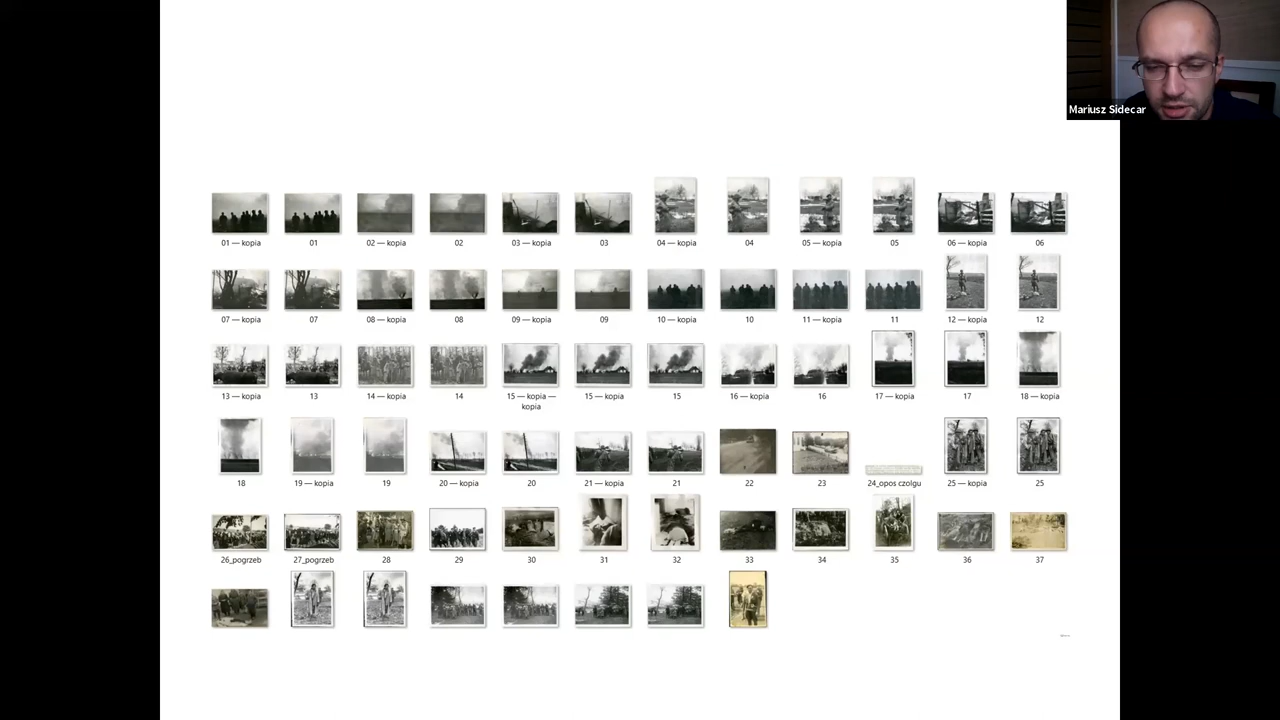 Mariusz Sidecar
01 — kopia 01 02 — kopia 02 03 — kopia 03 04 — kopia 04 05 — kopia 05 06 — kopia 06
07 — kopia 07 08 — kopia 08 09 — kopia 09 10 — kopia 10 11 — kopia 11 12 — kopia 12
13 — kopia 13 14 — kopia 14 15 — kopia — 15 — kopia 15 16 — kopia 16 17 — kopia 17 18 — kopia
kopia
18 19 — kopia 19 20 — kopia 20 21 — kopia 21 22 23 24_opos czolgu 25 — kopia 25
26_pogrzeb 27_pogrzeb 28 29 30 31 32 33 34 35 36 37